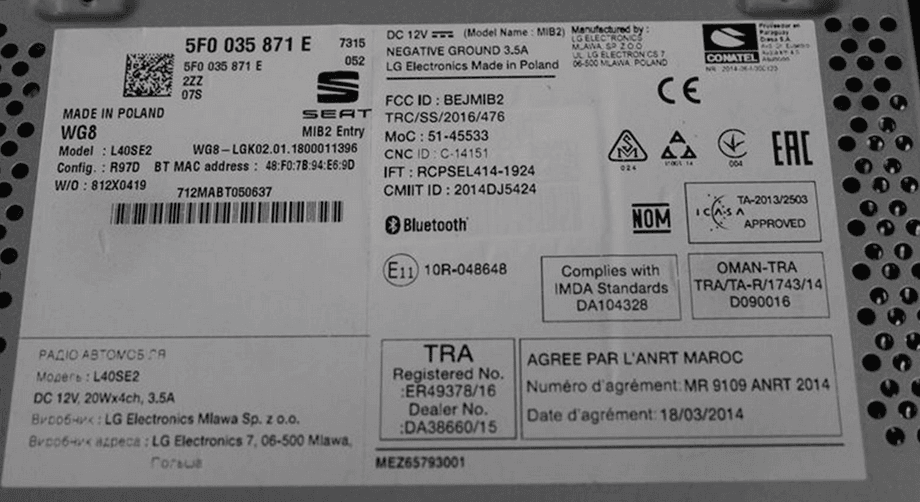 5F0 035 871 E 7315
5F0 035 871 E 052
2ZZ
07S
SEAT
MADE IN POLAND
WG8 MIB2 Entry
Model : L40SE2 WG8-LGK02.01.1800011396
Config. : R97D BT MAC address : 48:F0:7B:94:E6:9D
W/O : 812X0419
712MABT050637
РАДІО АВТОМОБІЛЯ
Модель : L40SE2
DC 12V, 20Wx4ch, 3.5A
Виробник : LG Electronics Mlawa Sp. z o.o.
Виробник адреса : LG Electronics 7, 06-500 Mlawa,
Польша
DC 12V (Model Name: MIB2)
NEGATIVE GROUND 3.5A
LG Electronics Made in Poland
Manufactured by :
LG ELECTRONICS
MLAWA SP. Z O.O
UL. LG ELECTRONICS 7
06-500 MLAWA, POLAND
CONATEL
Proveedor en
Paraguay
FCC ID : BEJMIB2
TRC/SS/2016/476
MoC : 51-45533
CNC ID : C-14151
IFT : RCPSEL414-1924
CMIIT ID : 2014DJ5424
CE
024
004
EAC
Bluetooth
NOM
ICASA
TA-2013/2503
APPROVED
E11 10R-048648
Complies with
IMDA Standards
DA104328
OMAN-TRA
TRA/TA-R/1743/14
D090016
TRA
Registered No.
:ER49378/16
Dealer No.
:DA38660/15
AGREE PAR L'ANRT MAROC
Numéro d'agrément: MR 9109 ANRT 2014
Date d'agrément: 18/03/2014
MEZ65793001